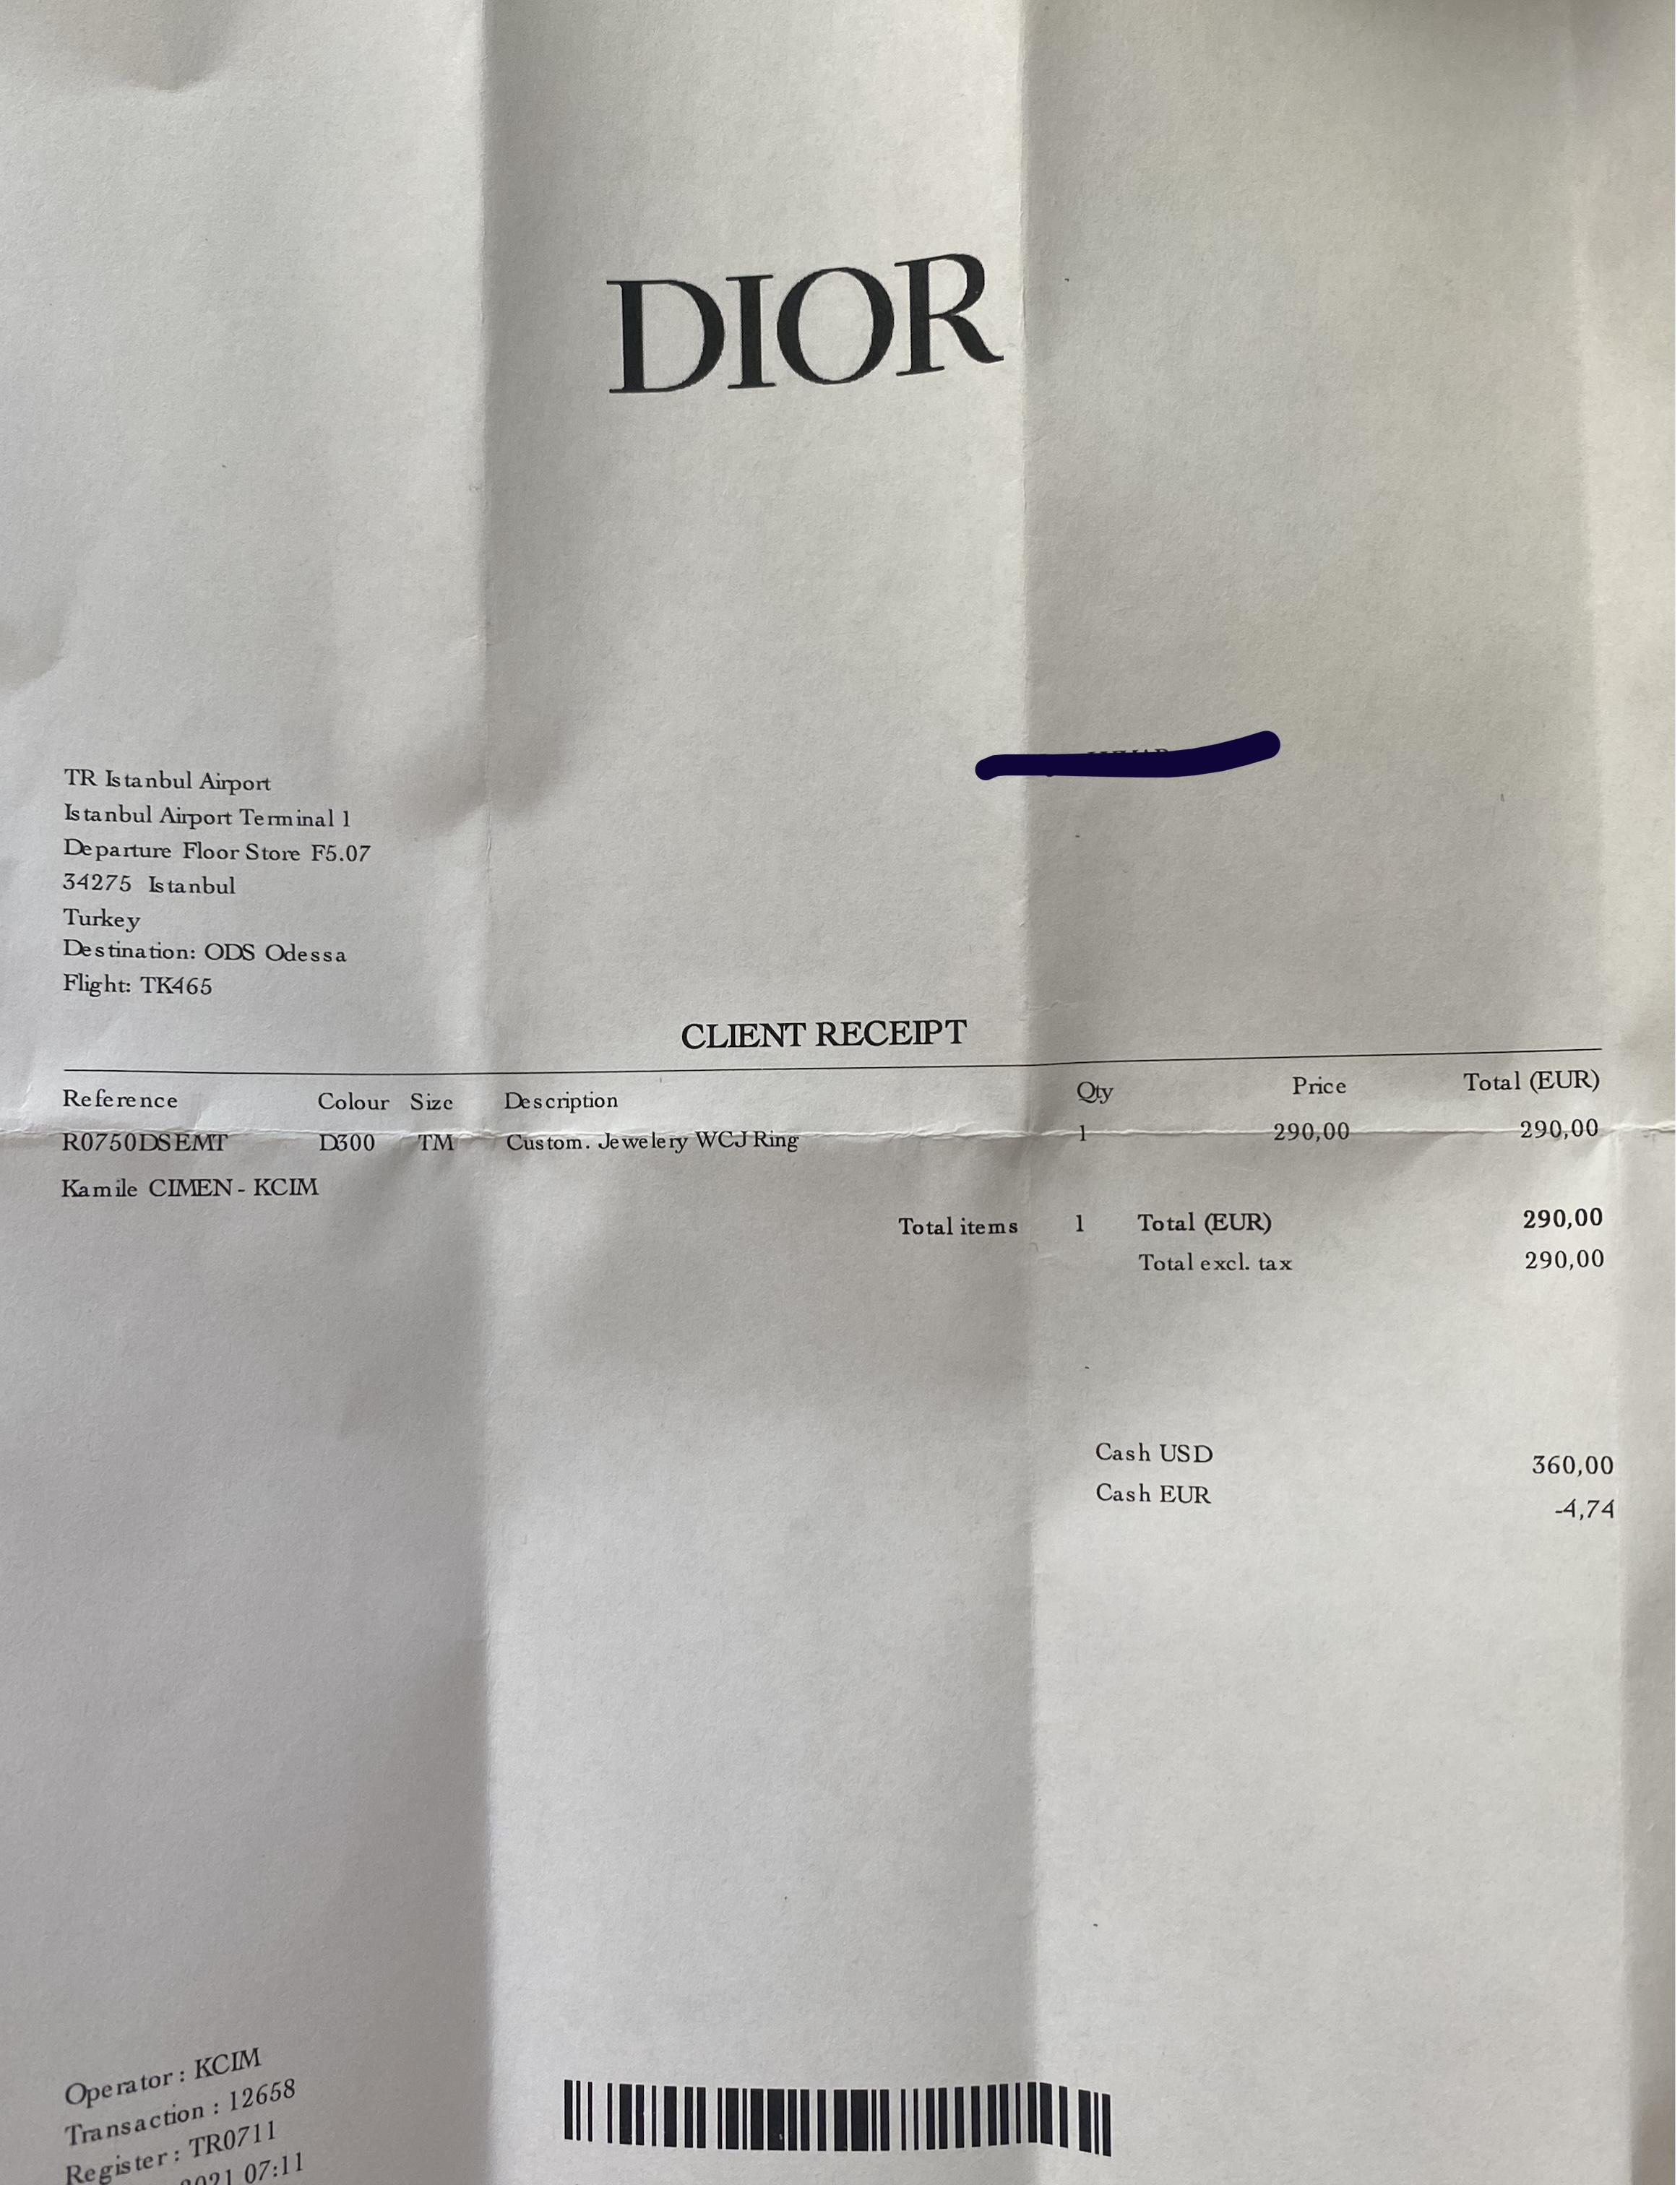 DIOR
TR Istanbul Airport
Istanbul Airport Terminal 1
Departure Floor Store F5.07
34275 Istanbul
Turkey
Destination: ODS Odessa
Flight: TK465
CLIENT RECEIPT
Reference Colour Size Description Qty Price Total (EUR)
R0750DSEMT D300 TM Custom. Jewelery WCJ Ring 1 290,00 290,00
Kamile CIMEN - KCIM
Total items 1 Total (EUR) 290,00
Total excl. tax 290,00
Cash USD 360,00
Cash EUR -4,74
Operator : KCIM
Transaction : 12658
Register : TR0711
2021 07:11